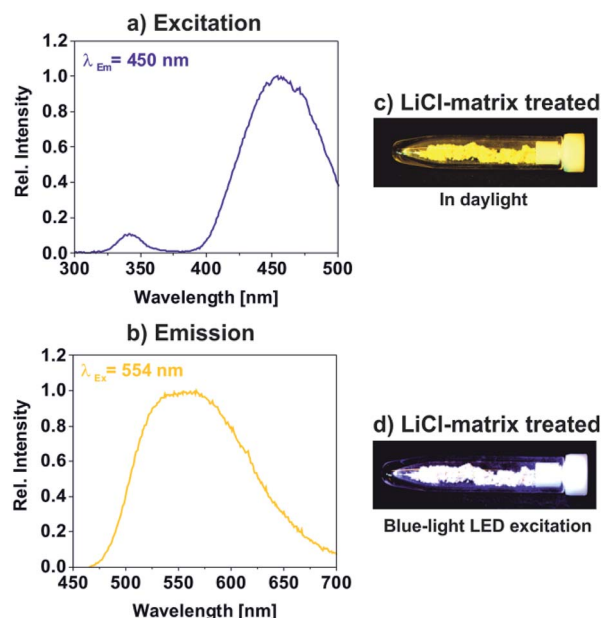 a) Excitation
λ Em= 450 nm
Rel. Intensity
1.2
1.0
0.8
0.6
0.4
0.2
0.0
300 350 400 450 500
Wavelength [nm]
b) Emission
λ Ex= 554 nm
Rel. Intensity
1.2
1.0
0.8
0.6
0.4
0.2
0.0
450 500 550 600 650 700
Wavelength [nm]
c) LiCl-matrix treated
In daylight
d) LiCl-matrix treated
Blue-light LED excitation